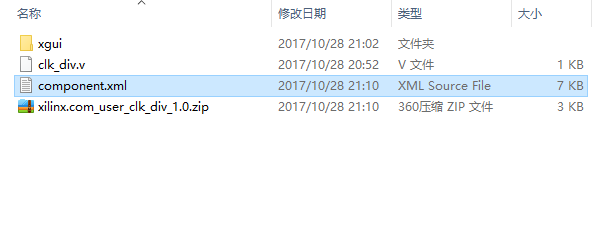 名称 修改日期 类型 大小
xgui 2017/10/28 21:02 文件夹
clk_div.v 2017/10/28 20:52 V 文件 1 KB
component.xml 2017/10/28 21:10 XML Source File 7 KB
xilinx.com_user_clk_div_1.0.zip 2017/10/28 21:10 360压缩 ZIP 文件 3 KB